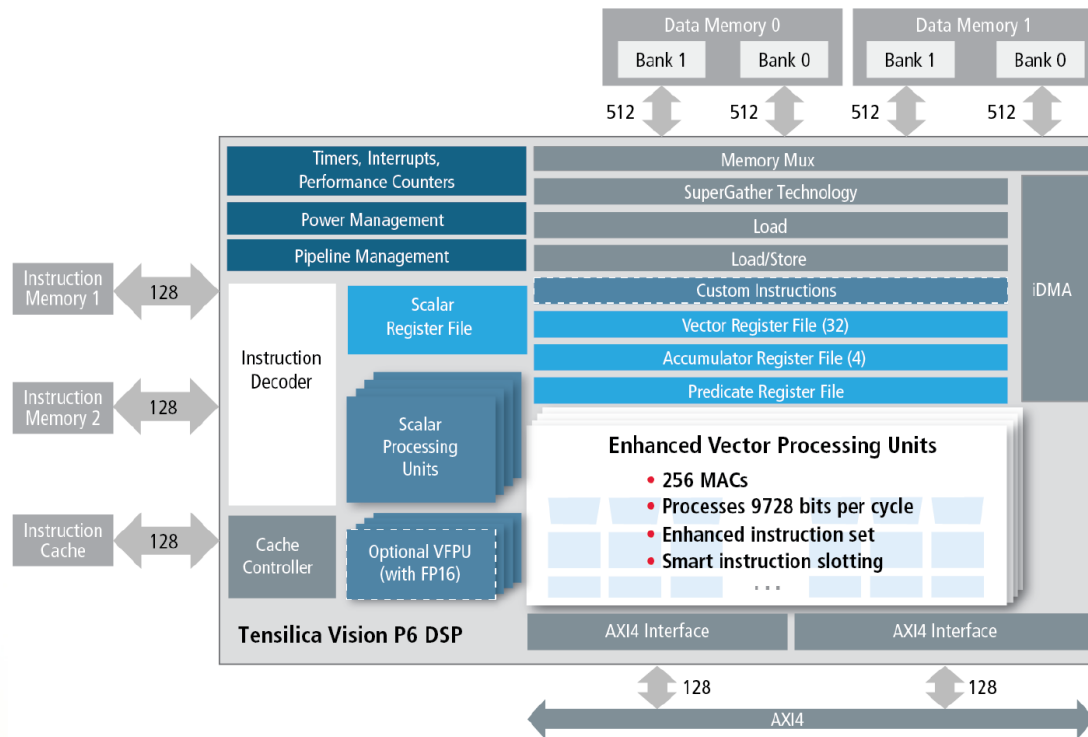 Data Memory 0
Data Memory 1
Bank 1
Bank 0
Bank 1
Bank 0
512
512
512
512
Timers, Interrupts,
Performance Counters
Power Management
Pipeline Management
Memory Mux
SuperGather Technology
Load
Load/Store
Custom Instructions
Vector Register File (32)
Accumulator Register File (4)
Predicate Register File
iDMA
Instruction
Memory 1
128
Instruction
Memory 2
128
Instruction
Cache
128
Instruction
Decoder
Scalar
Register File
Scalar
Processing
Units
Cache
Controller
Optional VFPU
(with FP16)
Enhanced Vector Processing Units
• 256 MACs
• Processes 9728 bits per cycle
• Enhanced instruction set
• Smart instruction slotting
...
Tensilica Vision P6 DSP
AXI4 Interface
AXI4 Interface
128
128
AXI4